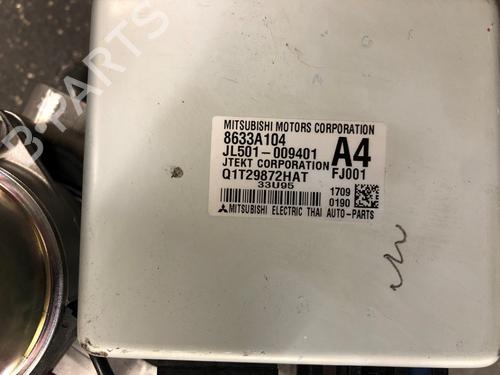 MITSUBISHI MOTORS CORPORATION
8633A104
JL501-009401
A4
JTEKT CORPORATION
Q1T29872HAT
FJ001
33U95
1709
0190
MITSUBISHI ELECTRIC THAI AUTO-PARTS
B-PARTS